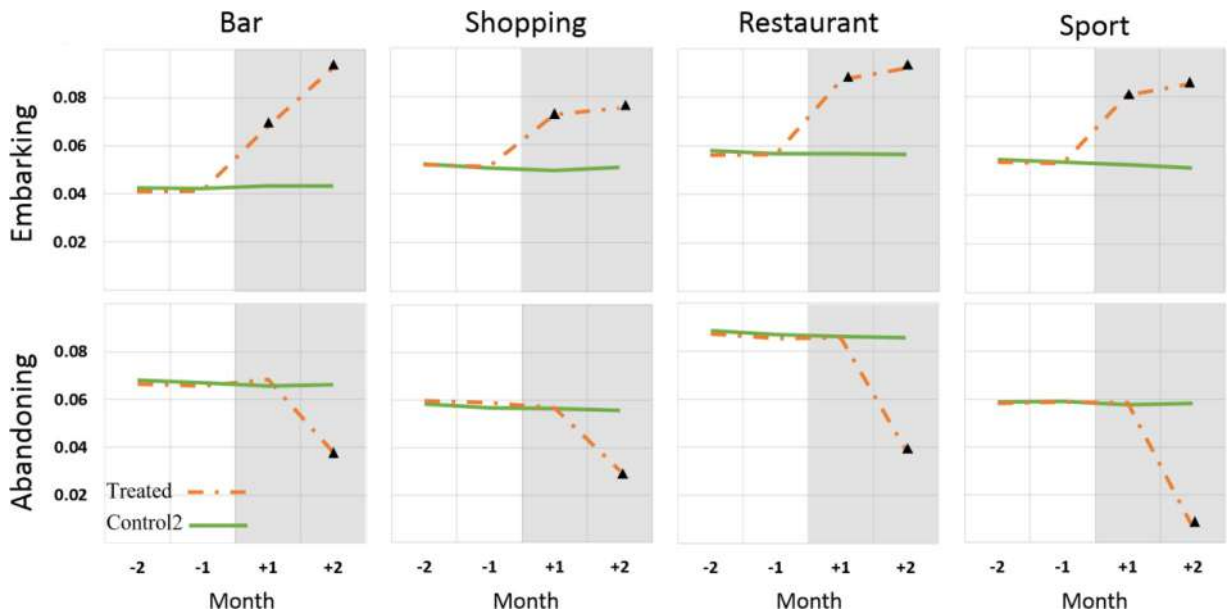 Bar Shopping Restaurant Sport
Embarking
0.08
0.06
0.04
0.02
Abandoning
0.08
0.06
0.04
0.02
Treated
Control2
-2 -1 +1 +2 -2 -1 +1 +2 -2 -1 +1 +2 -2 -1 +1 +2
Month Month Month Month